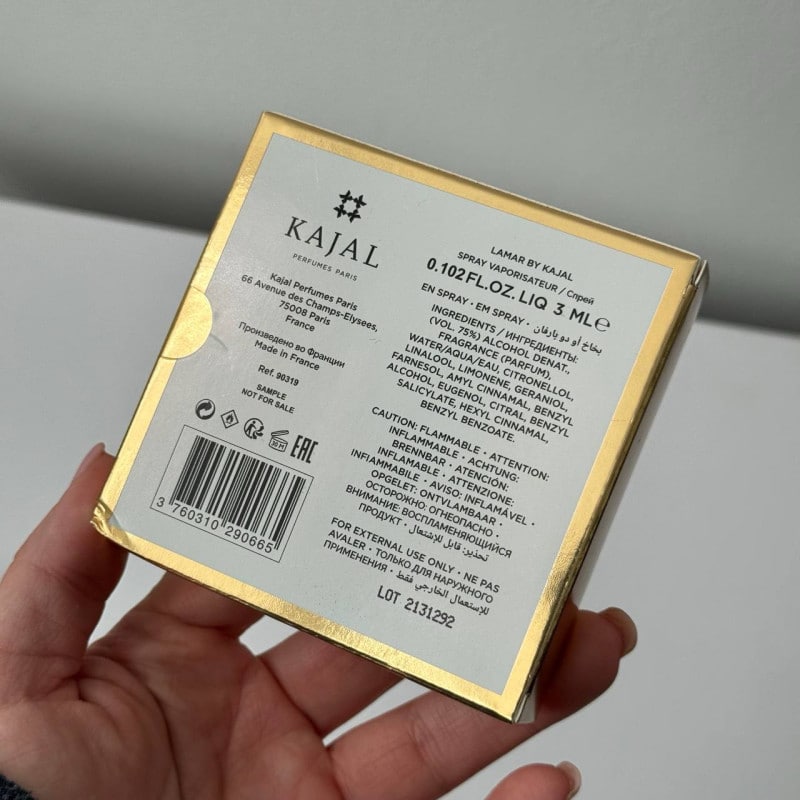 KAJAL
PERFUMES PARIS
Kajal Perfumes Paris
66 Avenue des Champs-Elysees,
75008 Paris
France
Произведено во Франции
Made in France
Ref. 90319
SAMPLE
NOT FOR SALE
30 M
EAC
3 760310 290665
LAMAR BY KAJAL
SPRAY VAPORISATEUR / Спрей
0.102 FL.OZ. LIQ 3 ML ℮
EN SPRAY • EM SPRAY • بخاخ أو دو بارفان
INGREDIENTS / ИНГРЕДИЕНТЫ:
(VOL. 75%) ALCOHOL DENAT.,
FRAGRANCE (PARFUM),
WATER/AQUA/EAU, CITRONELLOL,
LINALOOL, LIMONENE, GERANIOL,
FARNESOL, AMYL CINNAMAL, BENZYL
ALCOHOL, EUGENOL, CITRAL, BENZYL
SALICYLATE, HEXYL CINNAMAL,
BENZYL BENZOATE.
CAUTION: FLAMMABLE • ATTENTION:
INFLAMMABLE • ACHTUNG:
BRENNBAR • ATENCIÓN:
INFLAMABLE • ATTENZIONE:
INFIAMMABILE • AVISO: INFLAMÁVEL •
OPGELET: ONTVLAMBAAR •
ОСТОРОЖНО: ОГНЕОПАСНО •
ВНИМАНИЕ: ВОСПЛАМЕНЯЮЩИЙСЯ
ПРОДУКТ • تحذير: قابل للإشتعال
FOR EXTERNAL USE ONLY • NE PAS
AVALER • ТОЛЬКО ДЛЯ НАРУЖНОГО
ПРИМЕНЕНИЯ • للإستعمال الخارجي فقط
LOT 2131292